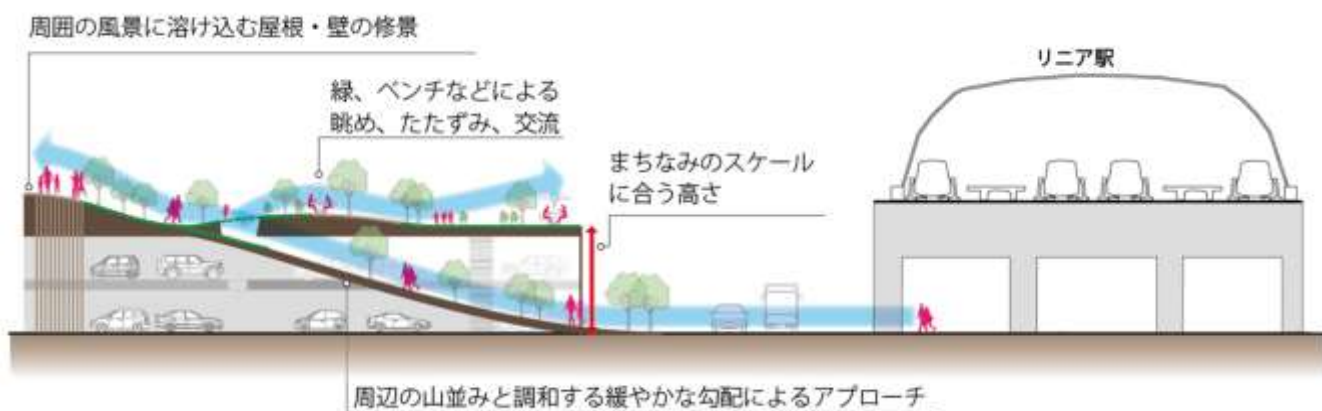 周囲の風景に溶け込む屋根・壁の修景
リニア駅
緑、ベンチなどによる
眺め、たたずみ、交流
まちなみのスケール
に合う高さ
周辺の山並みと調和する緩やかな勾配によるアプローチ